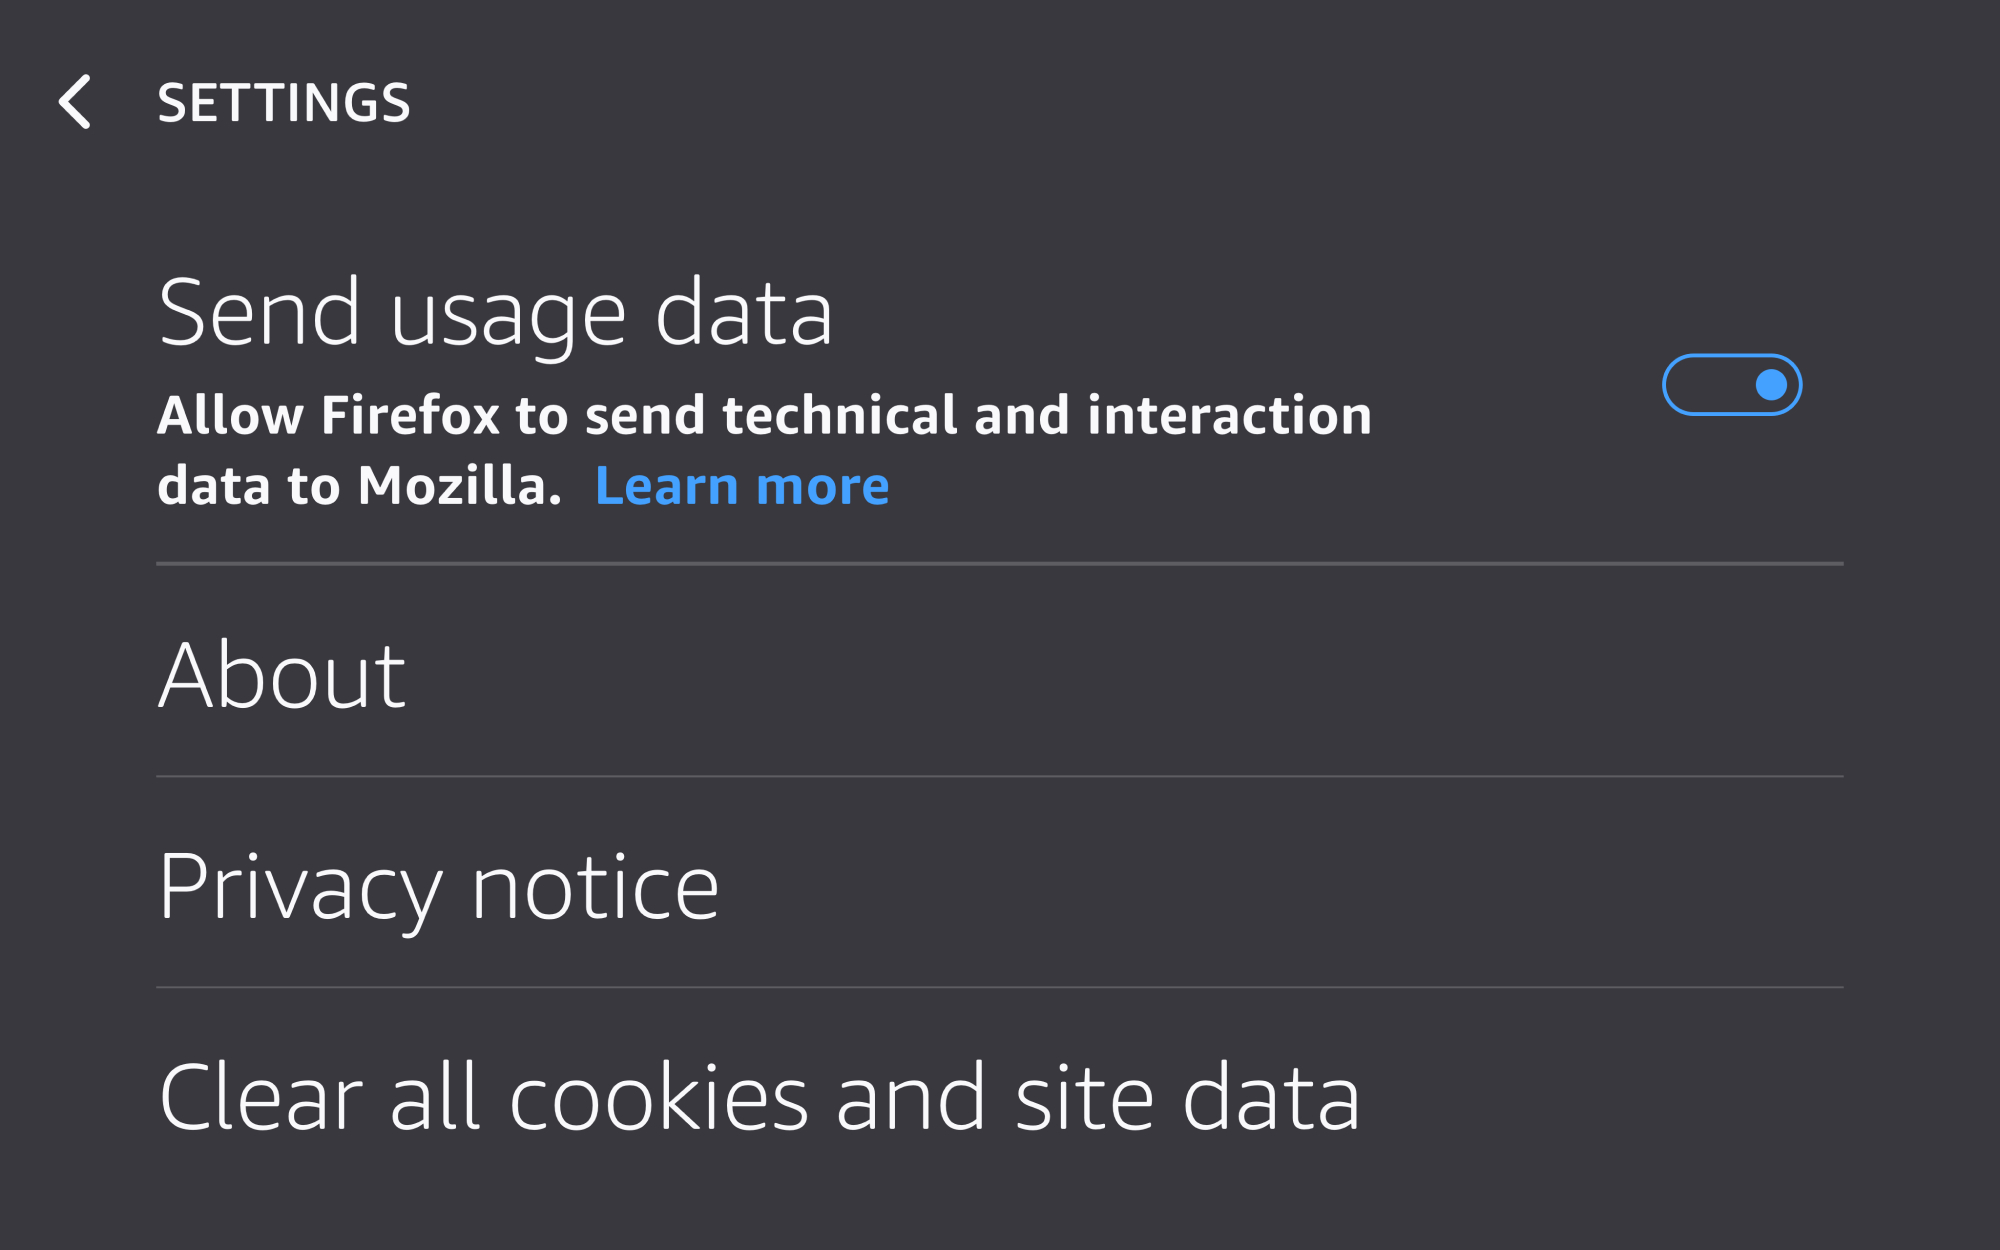 SETTINGS
Send usage data
Allow Firefox to send technical and interaction
data to Mozilla. Learn more
About
Privacy notice
Clear all cookies and site data